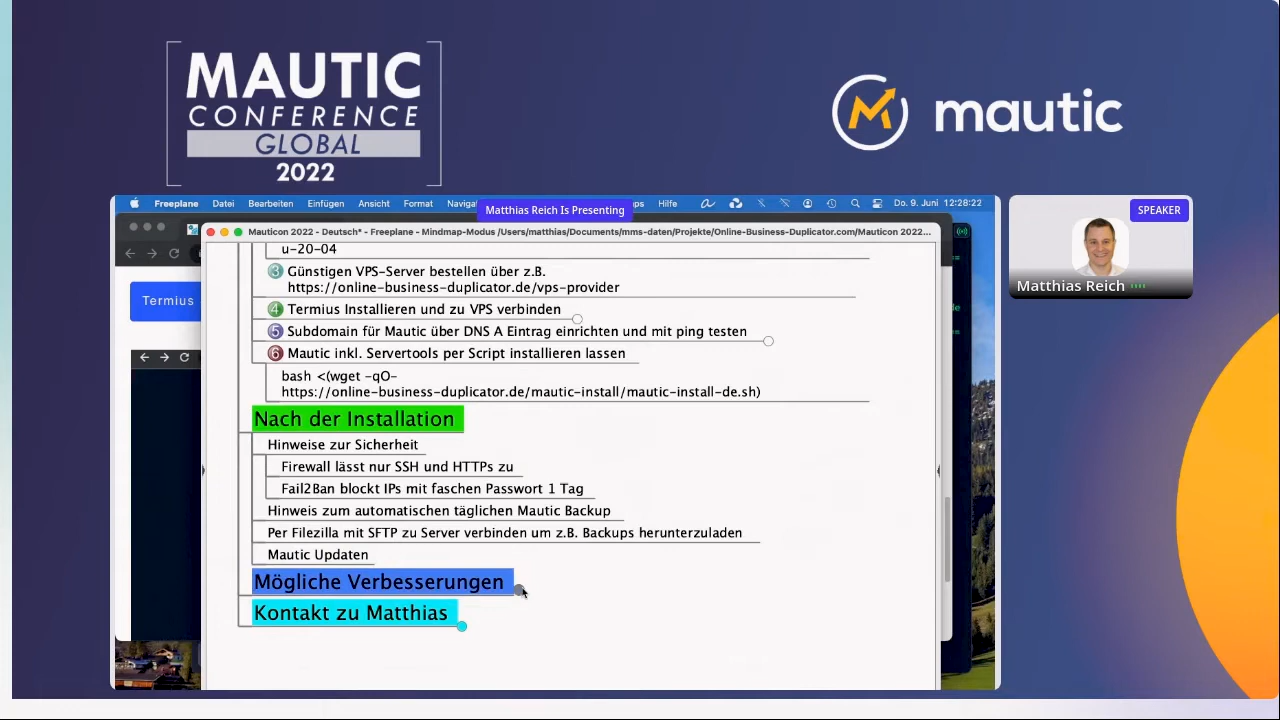 MAUTIC
CONFERENCE
GLOBAL
2022
mautic
Freeplane Datei Bearbeiten Einfügen Ansicht Format Hilfe Do. 9. Juni 12:28:22
Matthias Reich Is Presenting
Mauticon 2022 - Deutsch* - Freeplane - Mindmap-Modus /Users/matthias/Documents/mms-daten/Projekte/Online-Business-Duplicator.com/Mauticon 2022...
SPEAKER
Matthias Reich
Termius
u-20-04
3 Günstigen VPS-Server bestellen über z.B.
https://online-business-duplicator.de/vps-provider
4 Termius Installieren und zu VPS verbinden
5 Subdomain für Mautic über DNS A Eintrag einrichten und mit ping testen
6 Mautic inkl. Servertools per Script installieren lassen
bash <(wget -qO-
https://online-business-duplicator.de/mautic-install/mautic-install-de.sh)
Nach der Installation
Hinweise zur Sicherheit
Firewall lässt nur SSH und HTTPs zu
Fail2Ban blockt IPs mit faschen Passwort 1 Tag
Hinweis zum automatischen täglichen Mautic Backup
Per Filezilla mit SFTP zu Server verbinden um z.B. Backups herunterzuladen
Mautic Updaten
Mögliche Verbesserungen
Kontakt zu Matthias